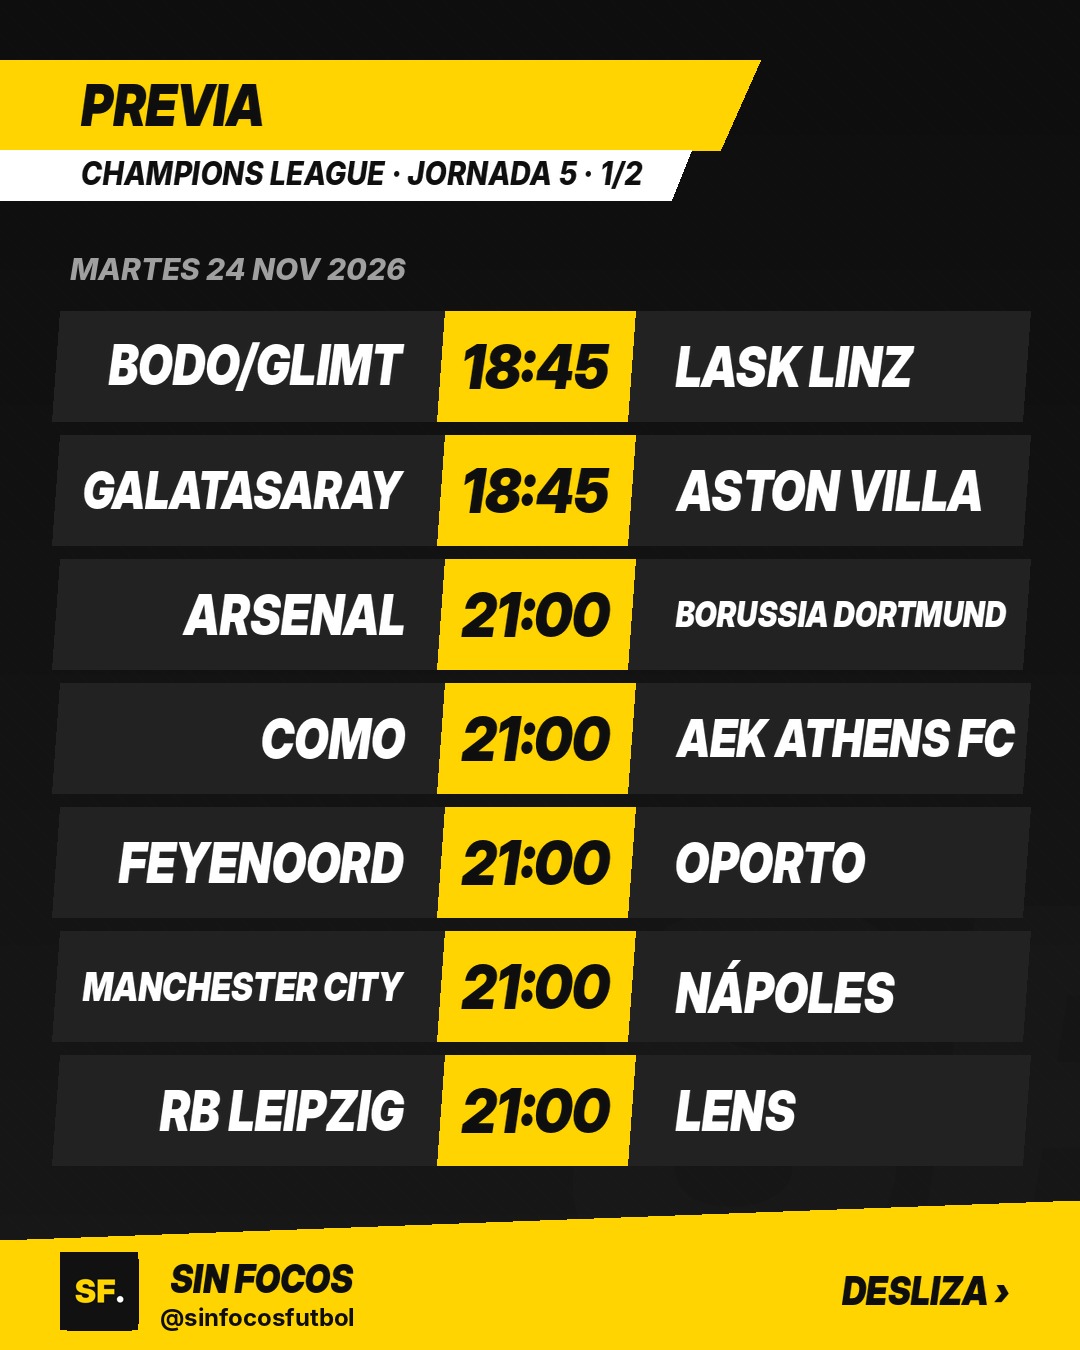 PREVIA
CHAMPIONS LEAGUE · JORNADA 5 · 1/2
MARTES 24 NOV 2026
BODO/GLIMT 18:45 LASK LINZ
GALATASARAY 18:45 ASTON VILLA
ARSENAL 21:00 BORUSSIA DORTMUND
COMO 21:00 AEK ATHENS FC
FEYENOORD 21:00 OPORTO
MANCHESTER CITY 21:00 NÁPOLES
RB LEIPZIG 21:00 LENS
SF. SIN FOCOS
@sinfocosfutbol
DESLIZA ›